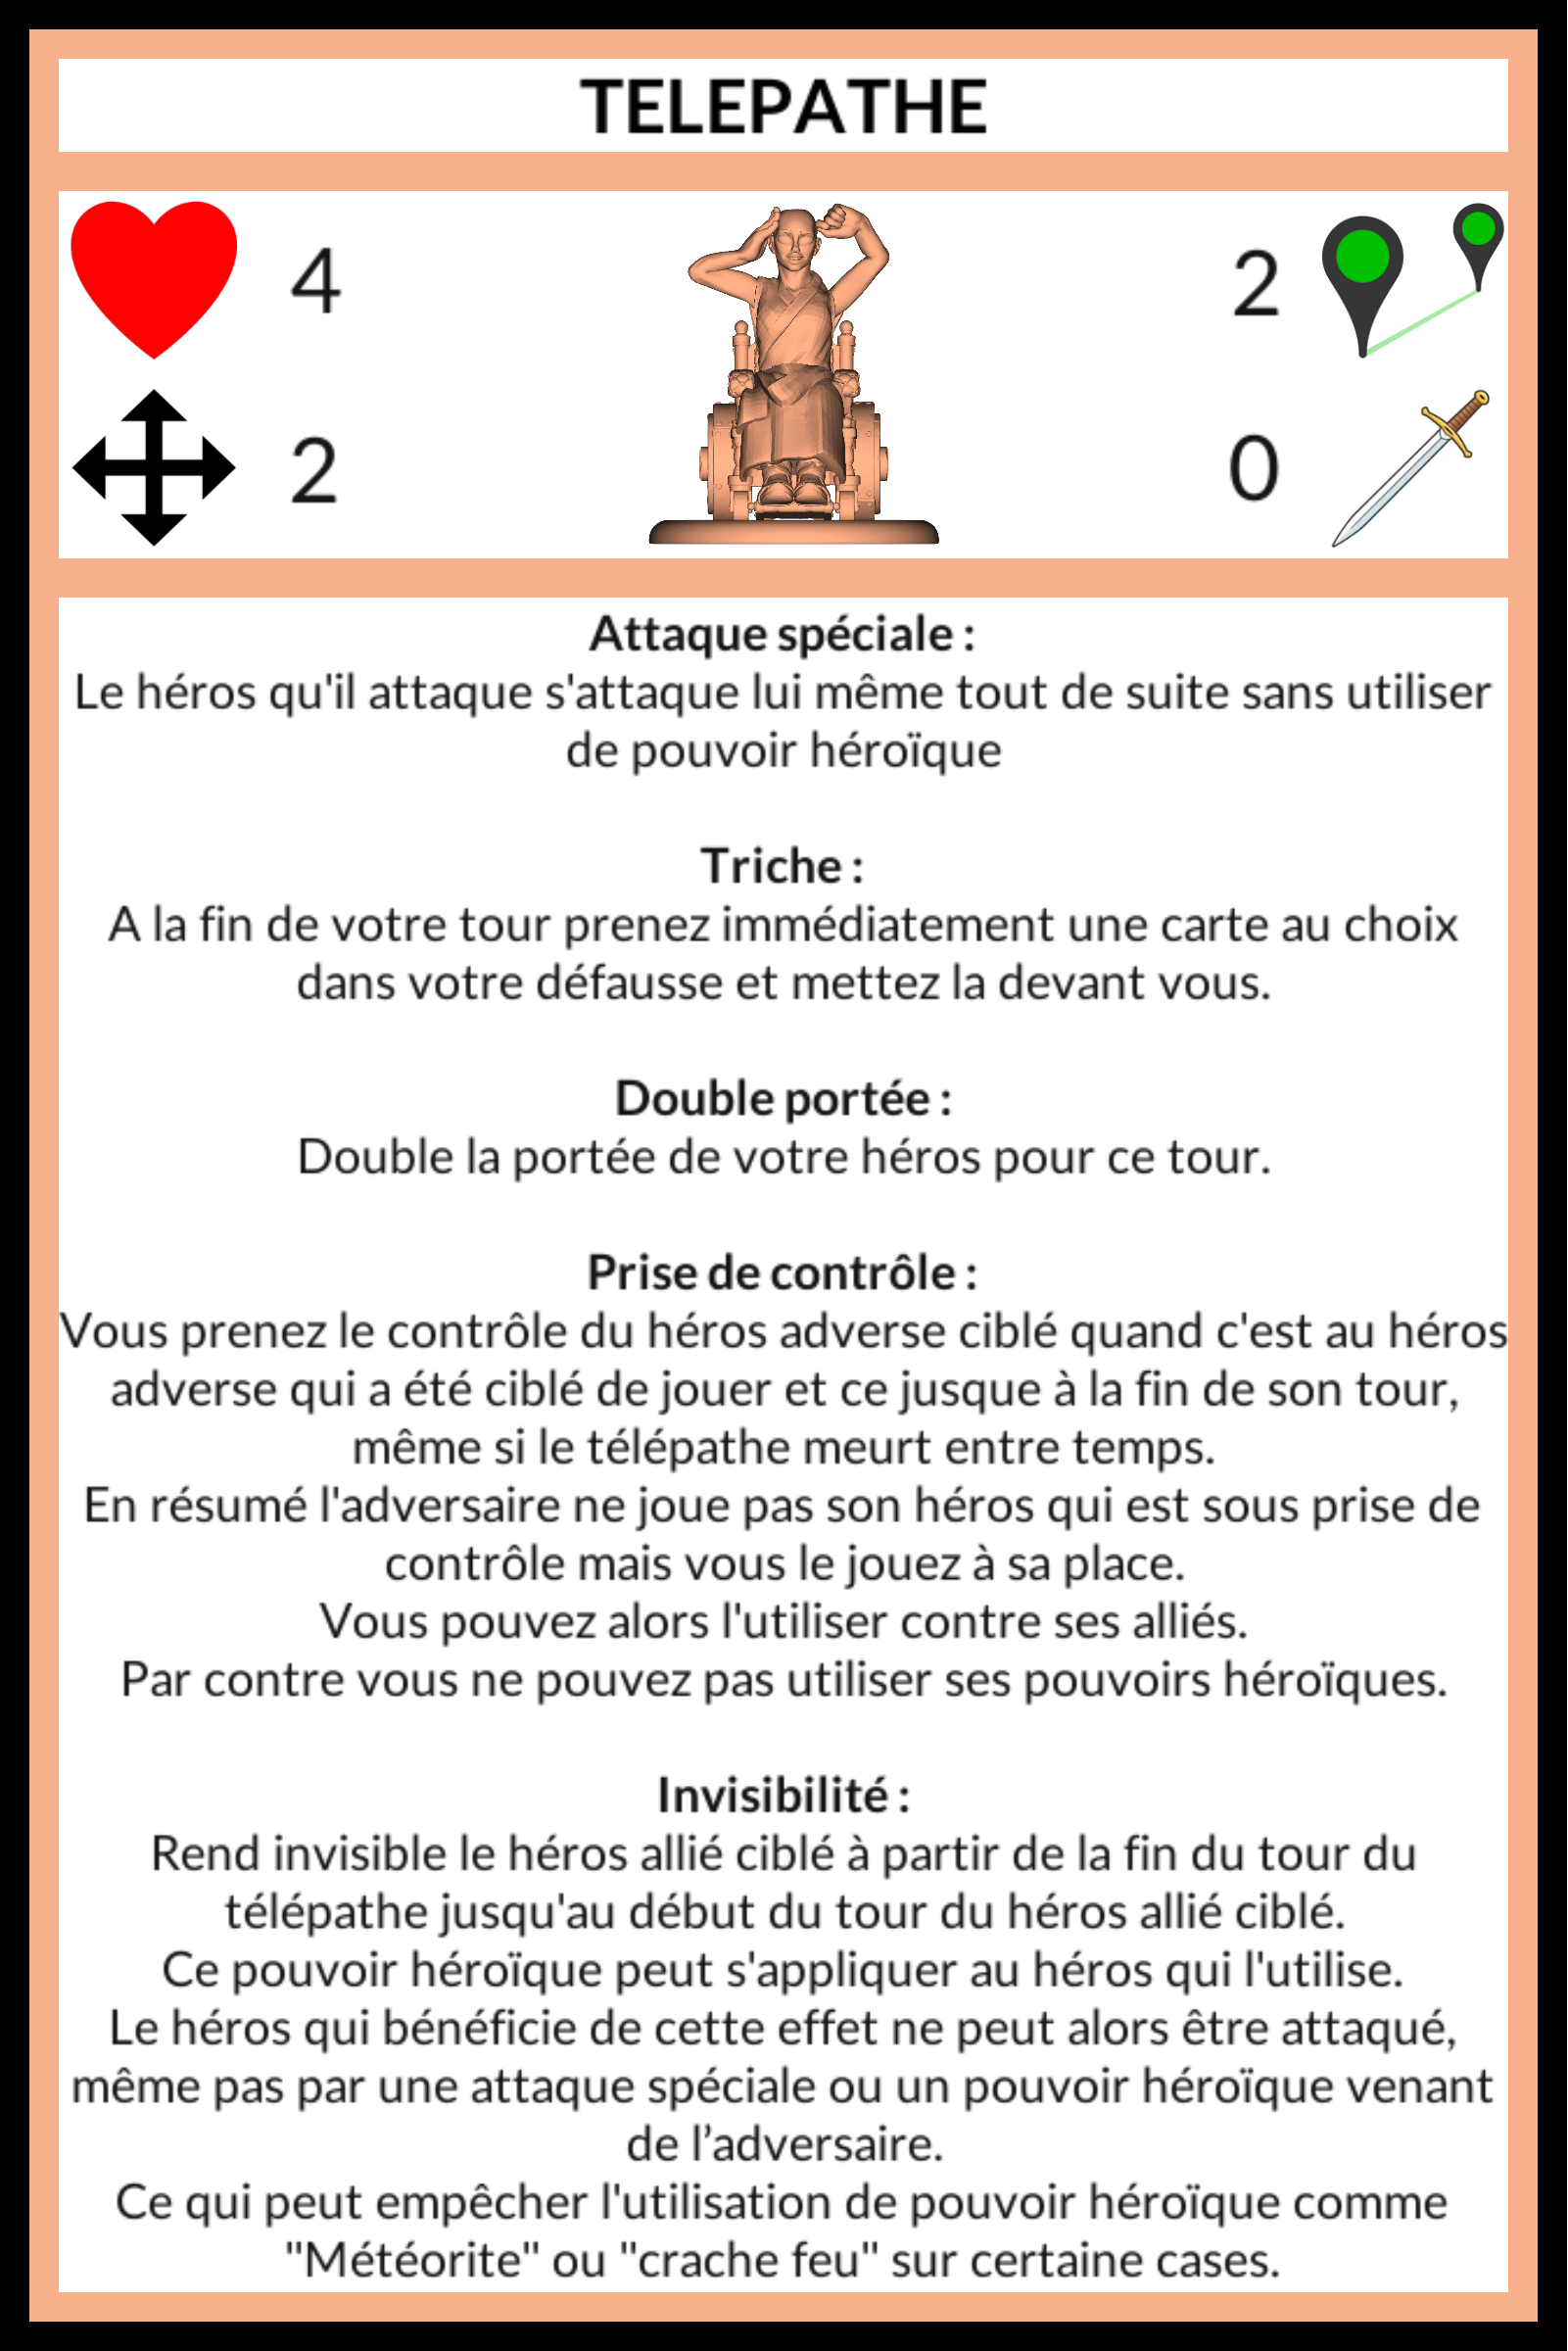 TELEPATHE
4
2
2
0
Attaque spéciale :
Le héros qu'il attaque s'attaque lui même tout de suite sans utiliser
de pouvoir héroïque
Triche :
A la fin de votre tour prenez immédiatement une carte au choix
dans votre défausse et mettez la devant vous.
Double portée :
Double la portée de votre héros pour ce tour.
Prise de contrôle :
Vous prenez le contrôle du héros adverse ciblé quand c'est au héros
adverse qui a été ciblé de jouer et ce jusque à la fin de son tour,
même si le télépathe meurt entre temps.
En résumé l'adversaire ne joue pas son héros qui est sous prise de
contrôle mais vous le jouez à sa place.
Vous pouvez alors l'utiliser contre ses alliés.
Par contre vous ne pouvez pas utiliser ses pouvoirs héroïques.
Invisibilité :
Rend invisible le héros allié ciblé à partir de la fin du tour du
télépathe jusqu'au début du tour du héros allié ciblé.
Ce pouvoir héroïque peut s'appliquer au héros qui l'utilise.
Le héros qui bénéficie de cette effet ne peut alors être attaqué,
même pas par une attaque spéciale ou un pouvoir héroïque venant
de l’adversaire.
Ce qui peut empêcher l'utilisation de pouvoir héroïque comme
"Météorite" ou "crache feu" sur certaine cases.